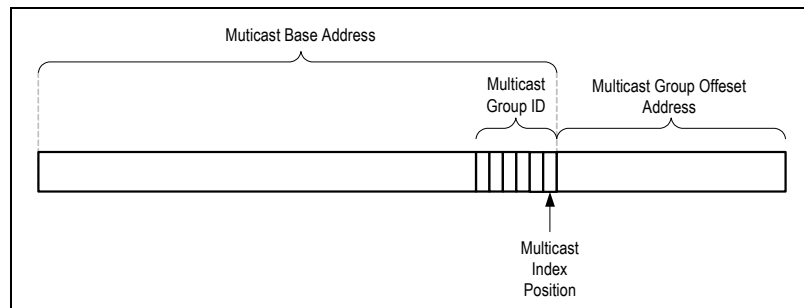 Muticast Base Address
Multicast
Group ID
Multicast Group Offeset
Address
Multicast
Index
Position